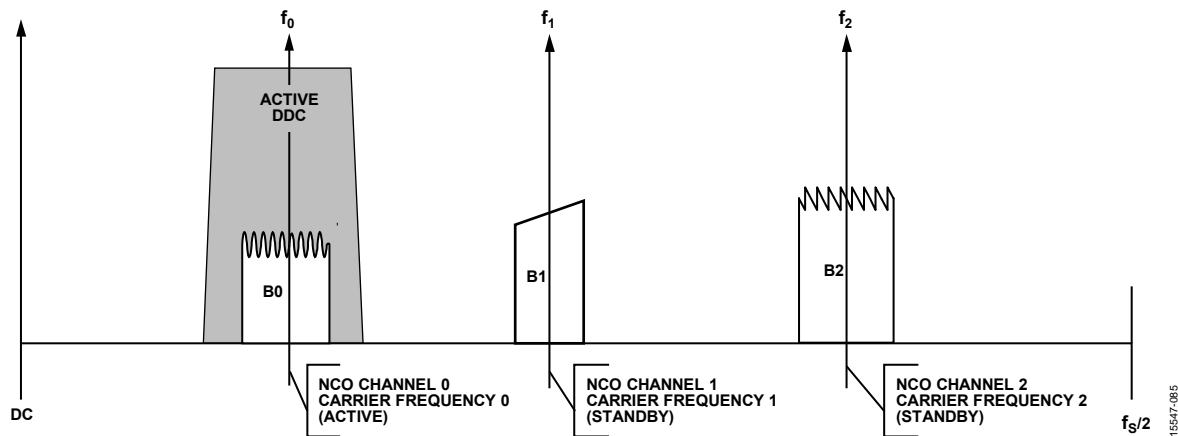 f0
f1
f2
ACTIVE
DDC
B0
B1
B2
NCO CHANNEL 0
CARRIER FREQUENCY 0
(ACTIVE)
NCO CHANNEL 1
CARRIER FREQUENCY 1
(STANDBY)
NCO CHANNEL 2
CARRIER FREQUENCY 2
(STANDBY)
DC
fS/2
15547-085